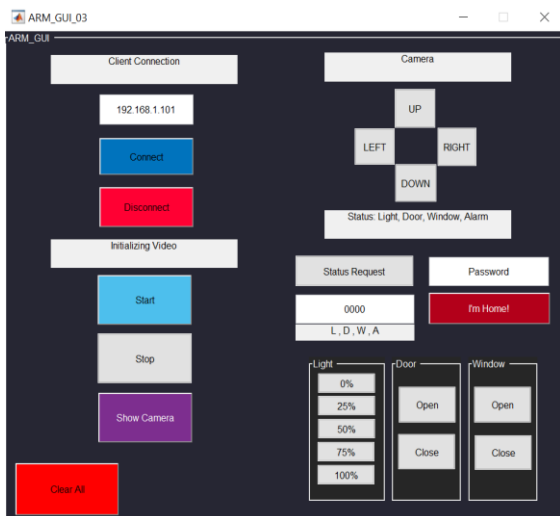 ARM_GUI_03
ARM_GUI
Client Connection
192.168.1.101
Connect
Disconnect
Initializing Video
Start
Stop
Show Camera
Clear All
Camera
UP
LEFT
RIGHT
DOWN
Status: Light, Door, Window, Alarm
Status Request
Password
0000
I'm Home!
L , D , W , A
Light
0%
25%
50%
75%
100%
Door
Open
Close
Window
Open
Close